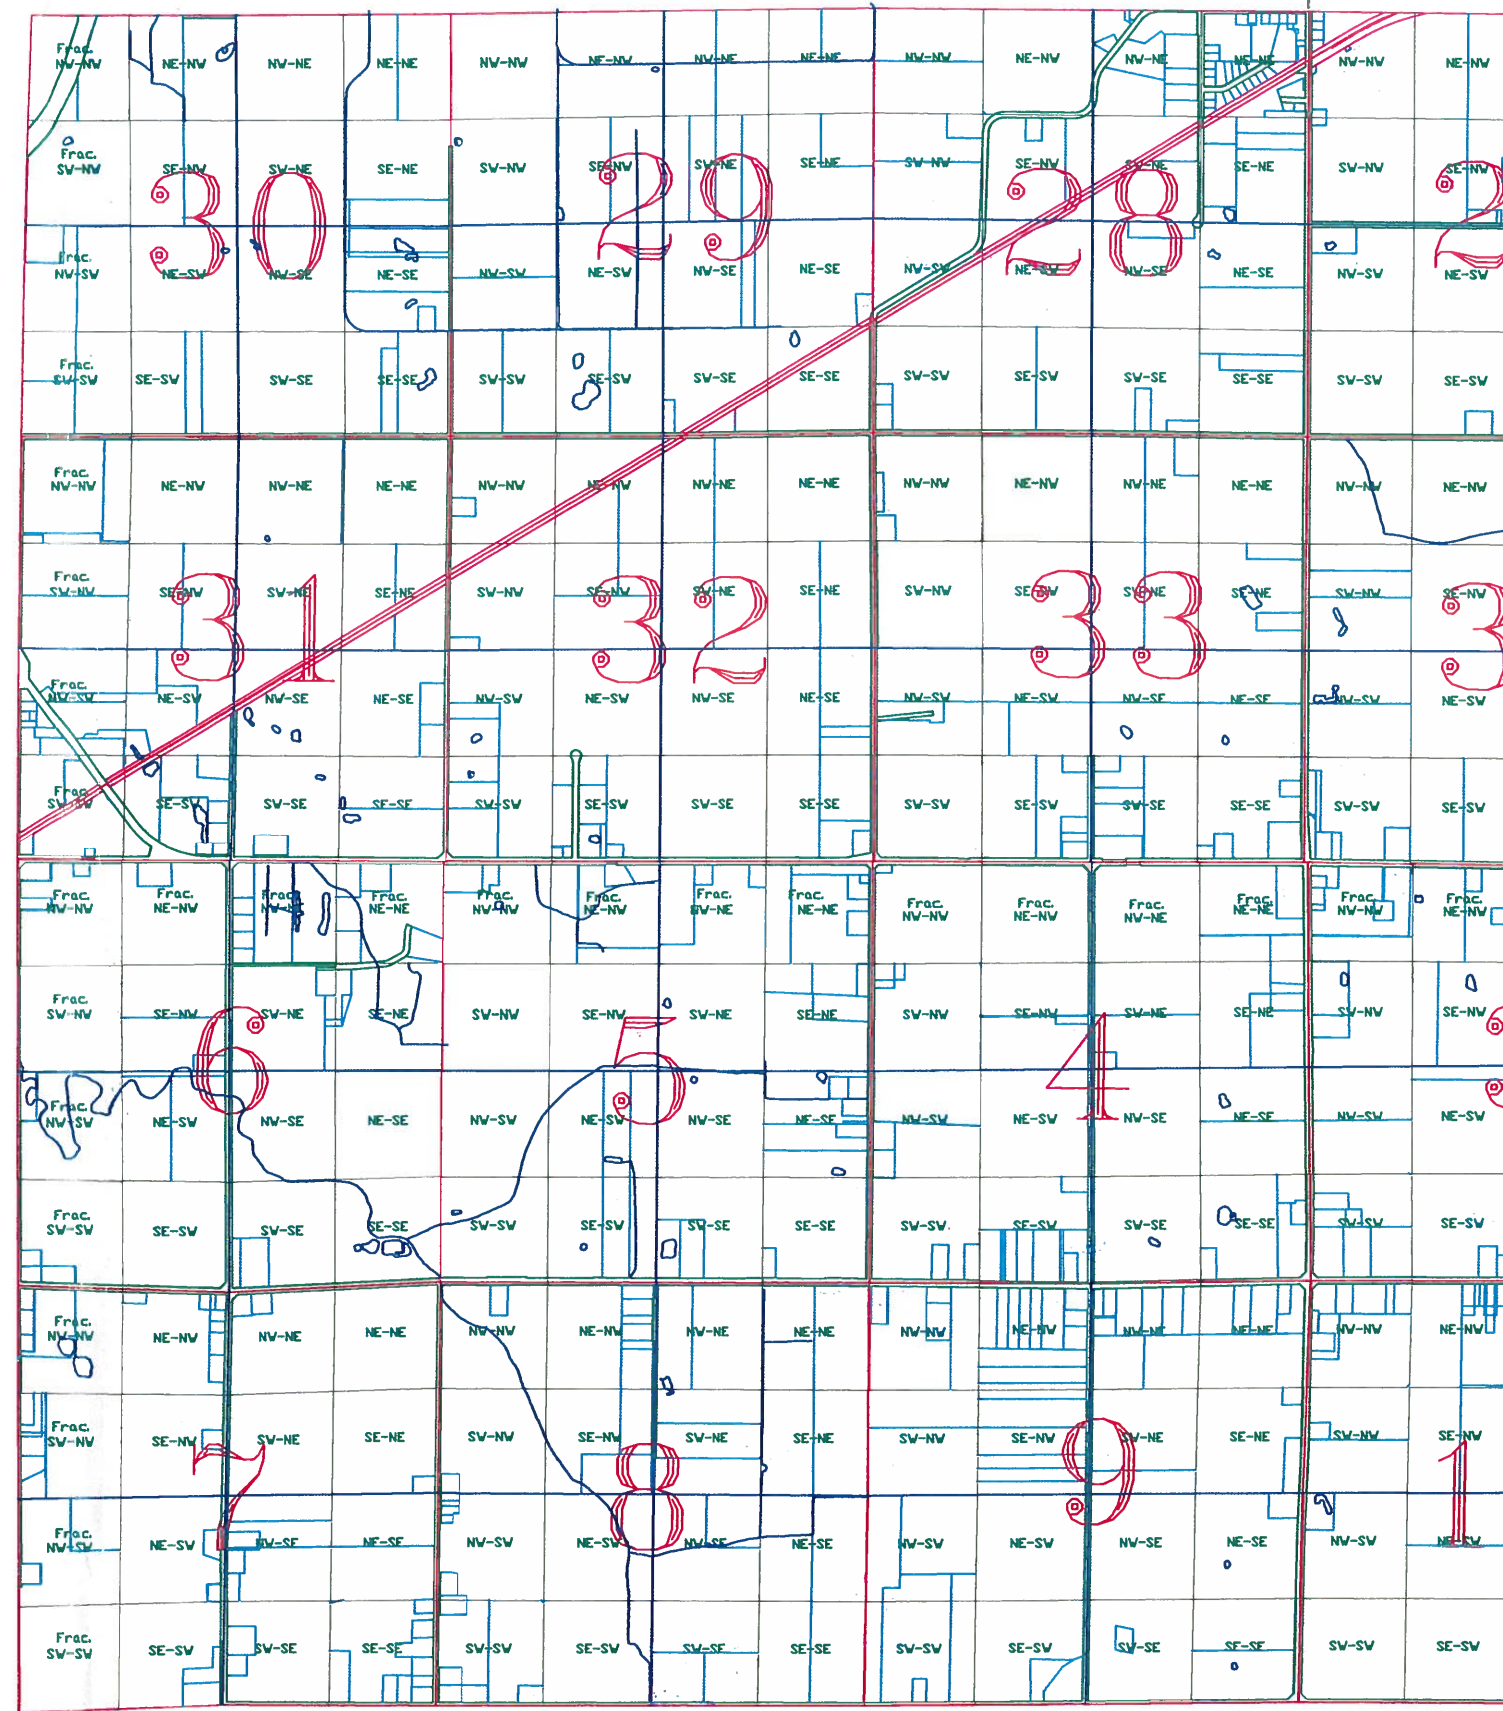 Frac.
NW-NW NE-NW NW-NE NE-NE NW-NW NE-NW NW-NE NE-NE NW-NW NE-NW NW-NE NE-NE NW-NW NE-NW
Frac.
SW-NW SE-NW SW-NE SE-NE SW-NW SE-NW SW-NE SE-NE SW-NW SE-NW SW-NE SE-NE SW-NW SE-NW
30 29 28 2
Frac.
NW-SW NE-SW NW-SE NE-SE NW-SW NE-SW NW-SE NE-SE NW-SW NE-SW NW-SE NE-SE NW-SW NE-SW
Frac.
SW-SW SE-SW SW-SE SE-SE SW-SW SE-SW SW-SE SE-SE SW-SW SE-SW SW-SE SE-SE SW-SW SE-SW
Frac.
NW-NW NE-NW NW-NE NE-NE NW-NW NE-NW NW-NE NE-NE NW-NW NE-NW NW-NE NE-NE NW-NW NE-NW
Frac.
SW-NW SE-NW SW-NE SE-NE SW-NW SE-NW SW-NE SE-NE SW-NW SE-NW SW-NE SE-NE SW-NW SE-NW
31 32 33 3
Frac.
NW-SW NE-SW NW-SE NE-SE NW-SW NE-SW NW-SE NE-SE NW-SW NE-SW NW-SE NE-SE NW-SW NE-SW
Frac.
SW-SW SE-SW SW-SE SE-SE SW-SW SE-SW SW-SE SE-SE SW-SW SE-SW SW-SE SE-SE SW-SW SE-SW
Frac. Frac. Frac. Frac. Frac. Frac. Frac. Frac. Frac. Frac. Frac. Frac. Frac. Frac.
NW-NW NE-NW NW-NE NE-NE NW-NW NE-NW NW-NE NE-NE NW-NW NE-NW NW-NE NE-NE NW-NW NE-NW
Frac.
SW-NW SE-NW SW-NE SE-NE SW-NW SE-NW SW-NE SE-NE SW-NW SE-NW SW-NE SE-NE SW-NW SE-NW
6 5 4
Frac.
NW-SW NE-SW NW-SE NE-SE NW-SW NE-SW NW-SE NE-SE NW-SW NE-SW NW-SE NE-SE NW-SW NE-SW
Frac.
SW-SW SE-SW SW-SE SE-SE SW-SW SE-SW SW-SE SE-SE SW-SW SE-SW SW-SE SE-SE SW-SW SE-SW
Frac.
NW-NW NE-NW NW-NE NE-NE NW-NW NE-NW NW-NE NE-NE NW-NW NE-NW NW-NE NE-NE NW-NW NE-NW
Frac.
SW-NW SE-NW SW-NE SE-NE SW-NW SE-NW SW-NE SE-NE SW-NW SE-NW SW-NE SE-NE SW-NW SE-NW
7 8 9 1
Frac.
NW-SW NE-SW NW-SE NE-SE NW-SW NE-SW NW-SE NE-SE NW-SW NE-SW NW-SE NE-SE NW-SW NE-SW
Frac.
SW-SW SE-SW SW-SE SE-SE SW-SW SE-SW SW-SE SE-SE SW-SW SE-SW SW-SE SE-SE SW-SW SE-SW